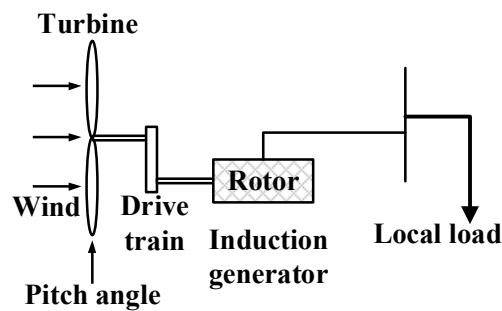 Turbine
Wind
Drive
train
Rotor
Induction
generator
Local load
Pitch angle